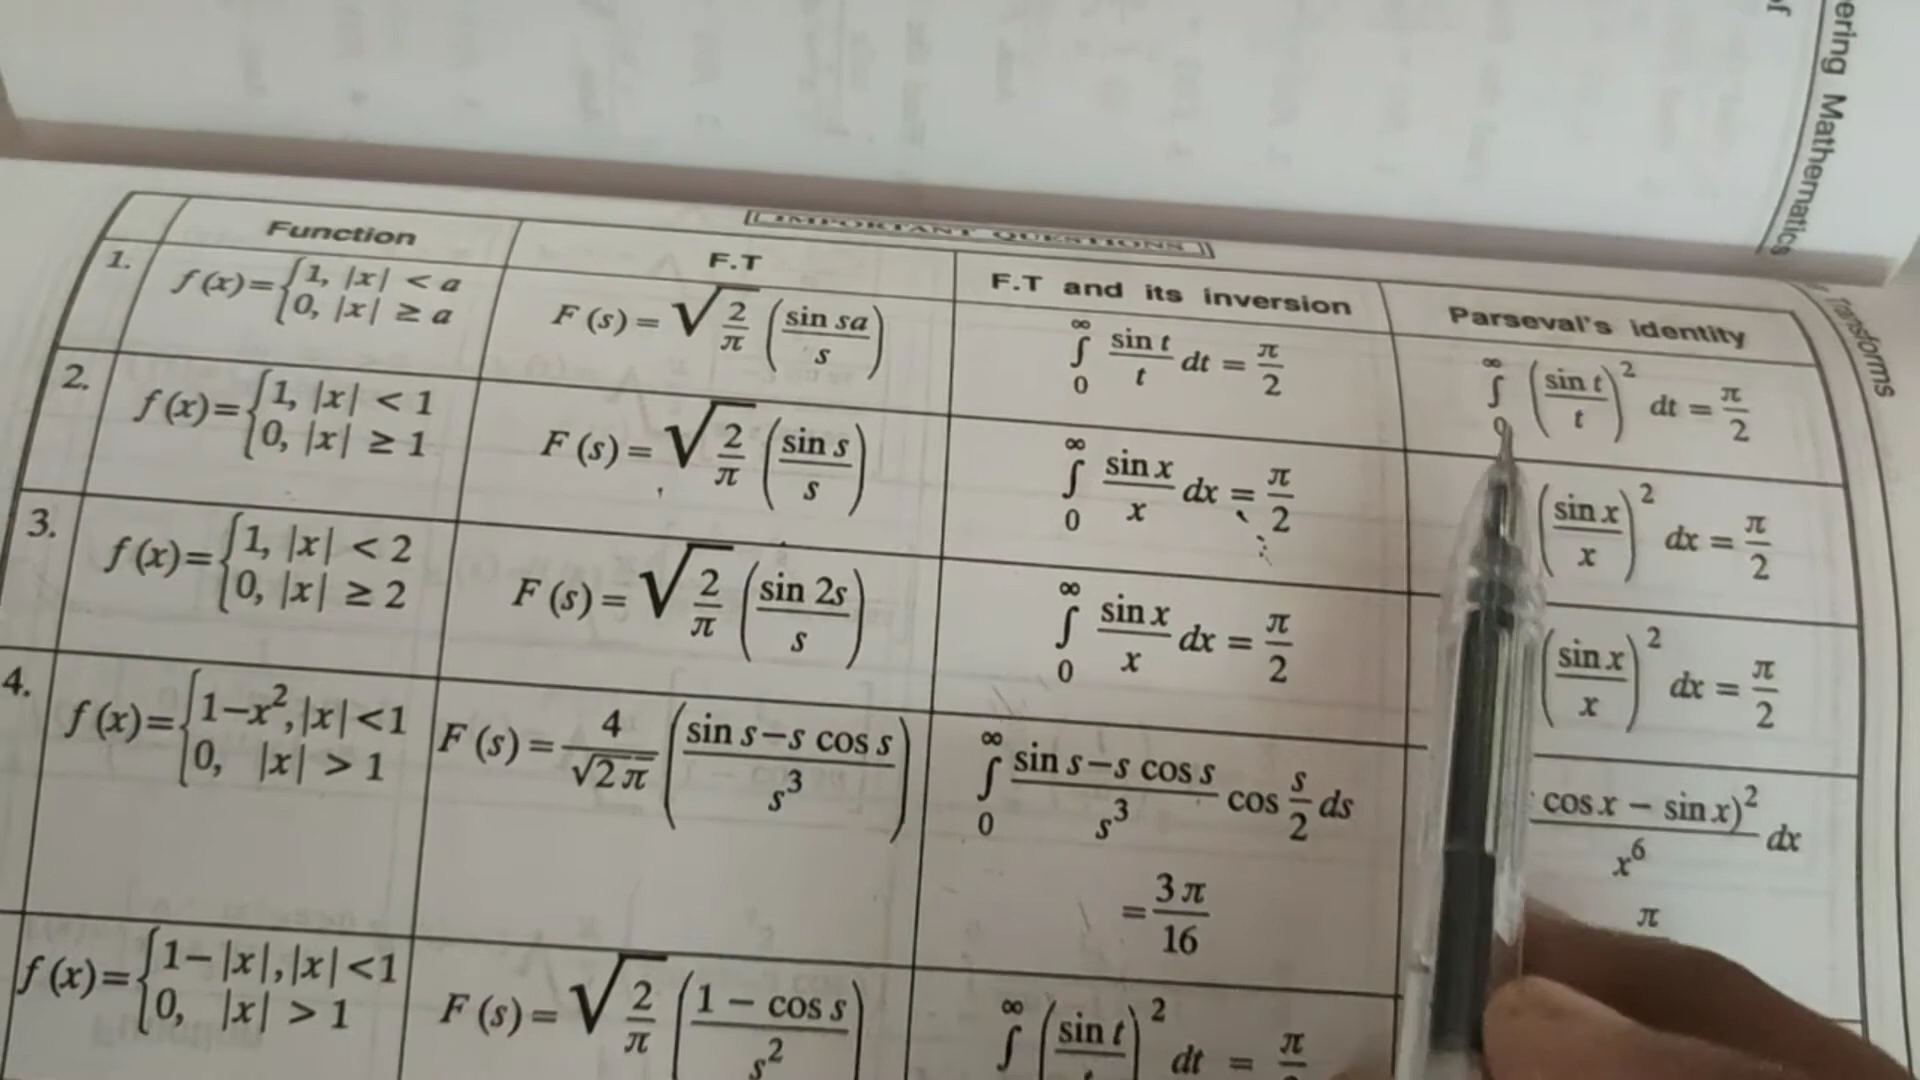 ering Mathematics
Transforms
IMPORTANT QUESTIONS
Function | F.T | F.T and its inversion | Parseval's identity
1. | f (x) = {1, |x| < a; 0, |x| ≥ a | F (s) = √(2/π) (sin sa / s) | ∫₀^∞ (sin t / t) dt = π/2 | ∫₀^∞ (sin t / t)² dt = π/2
2. | f (x) = {1, |x| < 1; 0, |x| ≥ 1 | F (s) = √(2/π) (sin s / s) | ∫₀^∞ (sin x / x) dx = π/2 | (sin x / x)² dx = π/2
3. | f (x) = {1, |x| < 2; 0, |x| ≥ 2 | F (s) = √(2/π) (sin 2s / s) | ∫₀^∞ (sin x / x) dx = π/2 | (sin x / x)² dx = π/2
4. | f (x) = {1–x², |x| < 1; 0, |x| > 1 | F (s) = 4/√2π ((sin s – s cos s) / s³) | ∫₀^∞ ((sin s – s cos s) / s³) cos (s/2) ds = 3π/16 | cos x – sin x)² / x⁶ dx π
f (x) = {1 – |x|, |x| < 1; 0, |x| > 1 | F (s) = √(2/π) ((1 – cos s) / s²) | ∫ (sin t / t)² dt = π